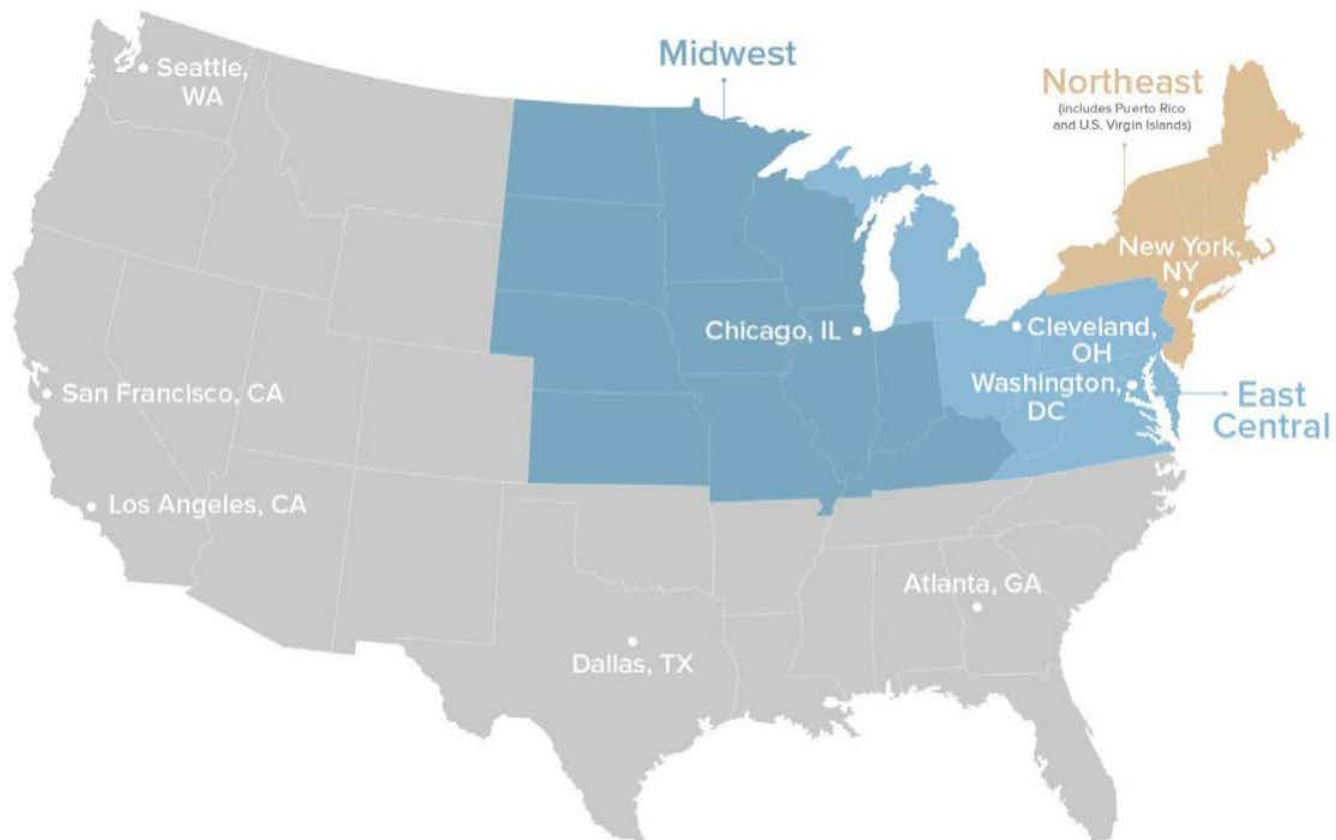 Midwest
Northeast
(includes Puerto Rico
and U.S. Virgin Islands)
Seattle,
WA
New York,
NY
Chicago, IL
Cleveland,
OH
Washington,
DC
East
Central
San Francisco, CA
Los Angeles, CA
Atlanta, GA
Dallas, TX